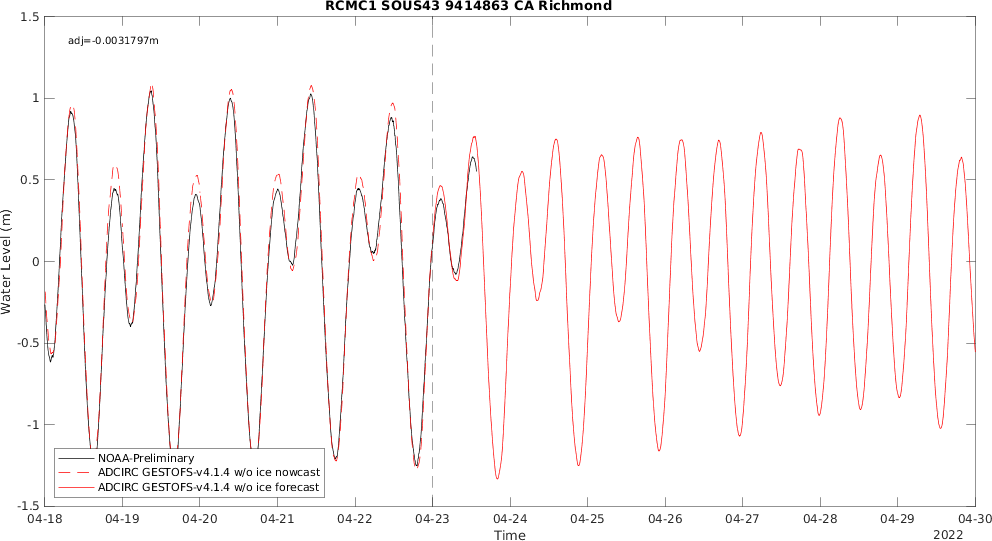 RCMC1 SOUS43 9414863 CA Richmond
adj=-0.0031797m
Water Level (m)
1.5
1
0.5
0
-0.5
-1
-1.5
NOAA-Preliminary
ADCIRC GESTOFS-v4.1.4 w/o ice nowcast
ADCIRC GESTOFS-v4.1.4 w/o ice forecast
04-18 04-19 04-20 04-21 04-22 04-23 04-24 04-25 04-26 04-27 04-28 04-29 04-30
Time
2022